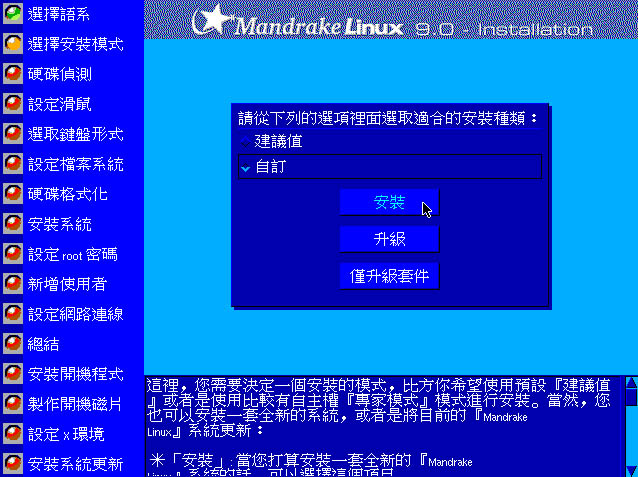 選擇語系
選擇安裝模式
硬碟偵測
設定滑鼠
選取鍵盤形式
設定檔案系統
硬碟格式化
安裝系統
設定 root 密碼
新增使用者
設定網路連線
總結
安裝開機程式
製作開機磁片
設定 X 環境
安裝系統更新
MandrakeLinux 9.0 - Installation
請從下列的選項裡面選取適合的安裝種類：
建議值
自訂
安裝
升級
僅升級套件
這裡，您需要決定一個安裝的模式，比方你希望使用預設『建議值
』或者是使用比較有自主權『專家模式』模式進行安裝。當然，您
也可以安裝一套全新的系統，或者是將目前的『Mandrake
Linux』系統更新：
＊「安裝」: 當您打算安裝一套全新的『Mandrake
Linux』系統的話，可以選擇這個項目